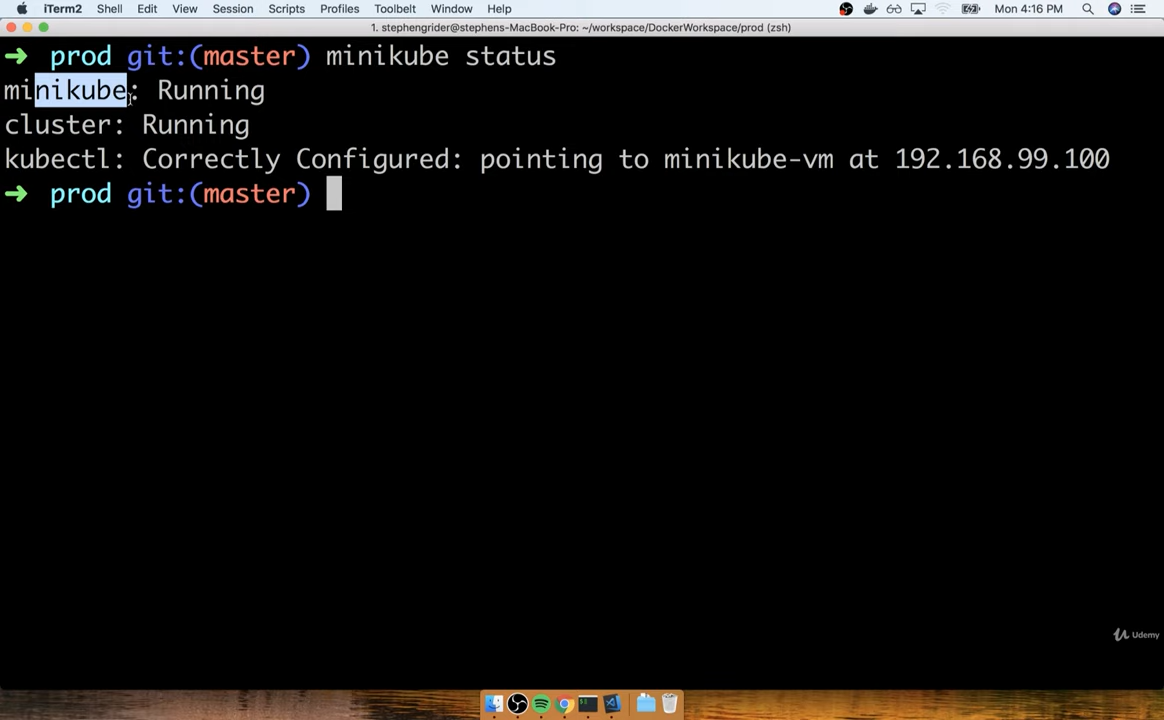 iTerm2 Shell Edit View Session Scripts Profiles Toolbelt Window Help Mon 4:16 PM
1. stephengrider@stephens-MacBook-Pro: ~/workspace/DockerWorkspace/prod (zsh)
➜ prod git:(master) minikube status
minikube: Running
cluster: Running
kubectl: Correctly Configured: pointing to minikube-vm at 192.168.99.100
➜ prod git:(master)
Udemy